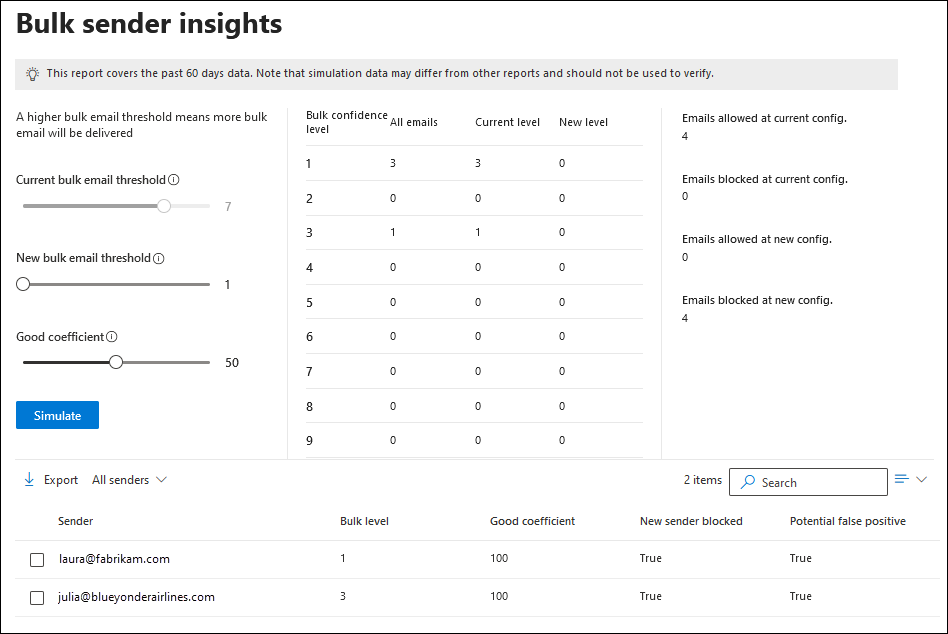 Bulk sender insights
This report covers the past 60 days data. Note that simulation data may differ from other reports and should not be used to verify.
A higher bulk email threshold means more bulk
email will be delivered
Current bulk email threshold
7
New bulk email threshold
1
Good coefficient
50
Simulate
Bulk confidence level All emails Current level New level
1 3 3 0
2 0 0 0
3 1 1 0
4 0 0 0
5 0 0 0
6 0 0 0
7 0 0 0
8 0 0 0
9 0 0 0
Emails allowed at current config.
4
Emails blocked at current config.
0
Emails allowed at new config.
0
Emails blocked at new config.
4
Export All senders 2 items Search
Sender Bulk level Good coefficient New sender blocked Potential false positive
laura@fabrikam.com 1 100 True True
julia@blueyonderairlines.com 3 100 True True